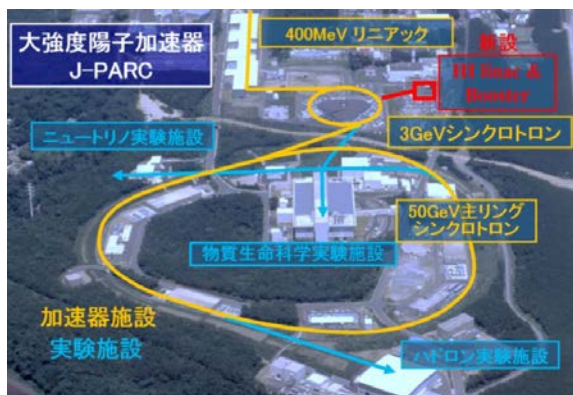 大強度陽子加速器
J-PARC
400MeV リニアック
新設
HI linac &
Booster
ニュートリノ実験施設
3GeVシンクロトロン
50GeV主リング
シンクロトロン
物質生命科学実験施設
加速器施設
実験施設
ハドロン実験施設